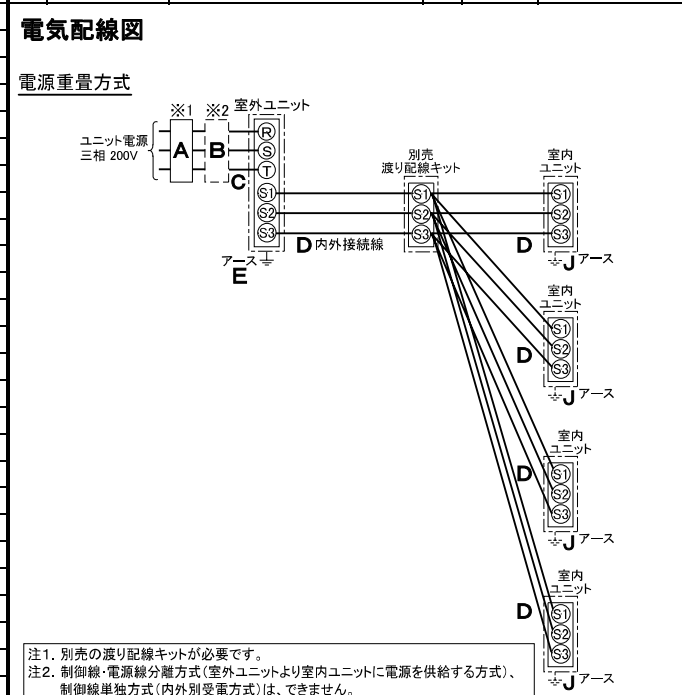 電気配線図
電源重畳方式
※1 ※2 室外ユニット
ユニット電源
三相 200V
A
B
C
R
S
T
S1
S2
S3
アース
E
D 内外接続線
別売
渡り配線キット
S1
S2
S3
室内
ユニット
S1
S2
S3
D
J アース
室内
ユニット
S1
S2
S3
D
J アース
室内
ユニット
S1
S2
S3
D
J アース
室内
ユニット
S1
S2
S3
D
J アース
注1. 別売の渡り配線キットが必要です。
注2. 制御線・電源線分離方式(室外ユニットより室内ユニットに電源を供給する方式)、
制御線単独方式(内外別受電方式)は、できません。